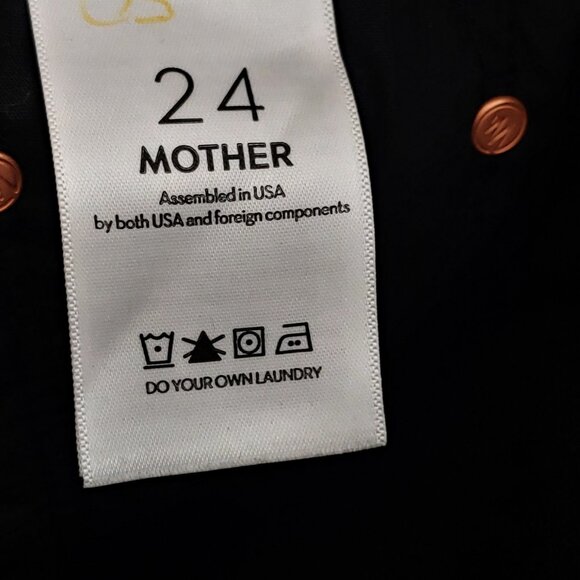 24
MOTHER
Assembled in USA
by both USA and foreign components
DO YOUR OWN LAUNDRY